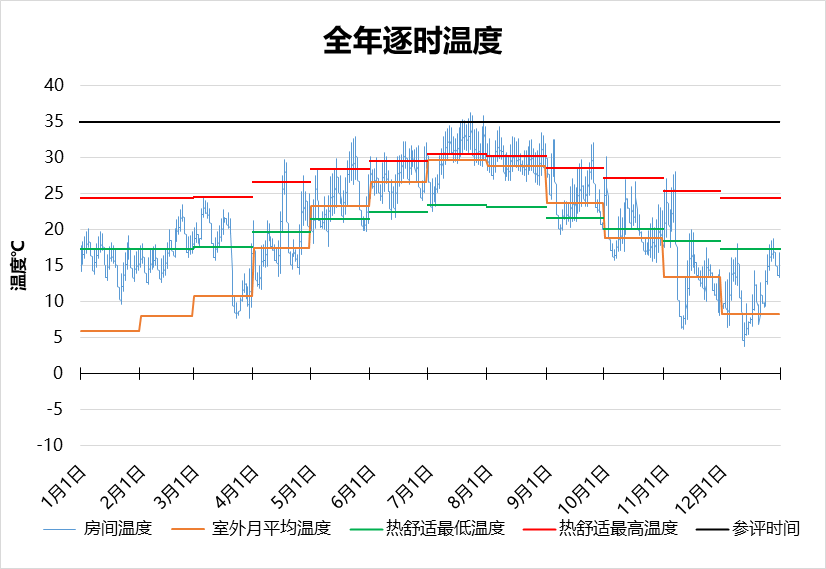 全年逐时温度
温度℃
40
35
30
25
20
15
10
5
0
-5
-10
1月1日
2月1日
3月1日
4月1日
5月1日
6月1日
7月1日
8月1日
9月1日
10月1日
11月1日
12月1日
房间温度 室外月平均温度 热舒适最低温度 热舒适最高温度 参评时间